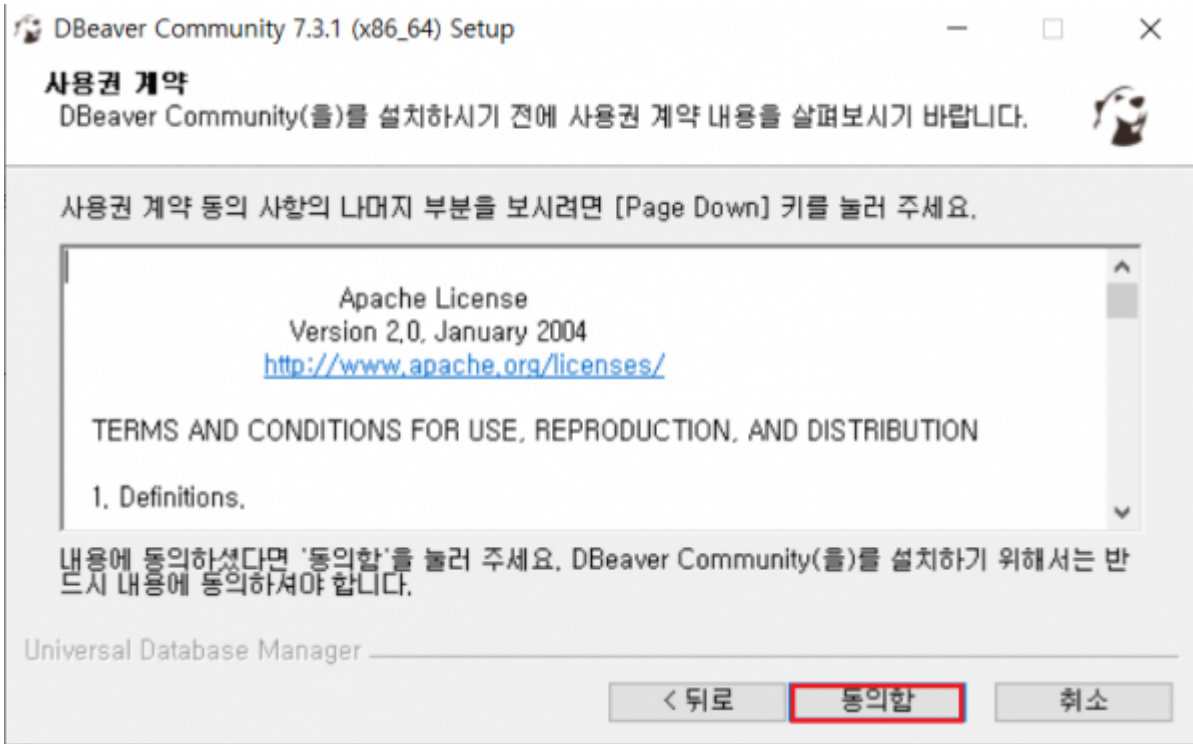 DBeaver Community 7.3.1 (x86_64) Setup
사용권 계약
DBeaver Community(을)를 설치하시기 전에 사용권 계약 내용을 살펴보시기 바랍니다.
사용권 계약 동의 사항의 나머지 부분을 보시려면 [Page Down] 키를 눌러 주세요.
Apache License
Version 2.0, January 2004
http://www.apache.org/licenses/
TERMS AND CONDITIONS FOR USE, REPRODUCTION, AND DISTRIBUTION
1. Definitions.
내용에 동의하셨다면 '동의함'을 눌러 주세요. DBeaver Community(을)를 설치하기 위해서는 반
드시 내용에 동의하셔야 합니다.
Universal Database Manager
< 뒤로 동의함 취소